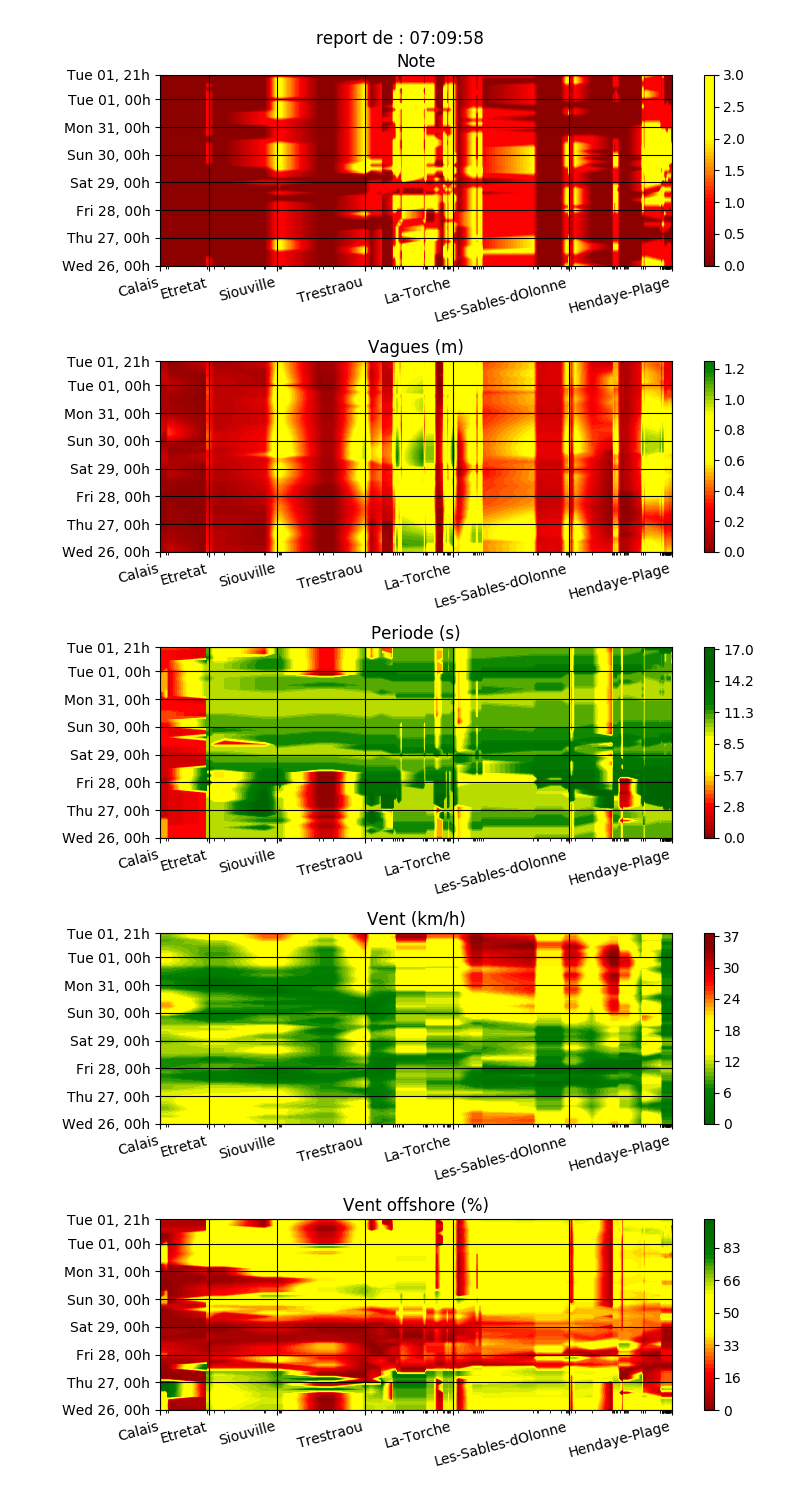 report de : 07:09:58
Note
Tue 01, 21h
Tue 01, 00h
Mon 31, 00h
Sun 30, 00h
Sat 29, 00h
Fri 28, 00h
Thu 27, 00h
Wed 26, 00h
3.0
2.5
2.0
1.5
1.0
0.5
0.0
Calais Etretat Siouville Trestraou La-Torche Les-Sables-dOlonne Hendaye-Plage
Vagues (m)
Tue 01, 21h
Tue 01, 00h
Mon 31, 00h
Sun 30, 00h
Sat 29, 00h
Fri 28, 00h
Thu 27, 00h
Wed 26, 00h
1.2
1.0
0.8
0.6
0.4
0.2
0.0
Calais Etretat Siouville Trestraou La-Torche Les-Sables-dOlonne Hendaye-Plage
Periode (s)
Tue 01, 21h
Tue 01, 00h
Mon 31, 00h
Sun 30, 00h
Sat 29, 00h
Fri 28, 00h
Thu 27, 00h
Wed 26, 00h
17.0
14.2
11.3
8.5
5.7
2.8
0.0
Calais Etretat Siouville Trestraou La-Torche Les-Sables-dOlonne Hendaye-Plage
Vent (km/h)
Tue 01, 21h
Tue 01, 00h
Mon 31, 00h
Sun 30, 00h
Sat 29, 00h
Fri 28, 00h
Thu 27, 00h
Wed 26, 00h
37
30
24
18
12
6
0
Calais Etretat Siouville Trestraou La-Torche Les-Sables-dOlonne Hendaye-Plage
Vent offshore (%)
Tue 01, 21h
Tue 01, 00h
Mon 31, 00h
Sun 30, 00h
Sat 29, 00h
Fri 28, 00h
Thu 27, 00h
Wed 26, 00h
83
66
50
33
16
0
Calais Etretat Siouville Trestraou La-Torche Les-Sables-dOlonne Hendaye-Plage